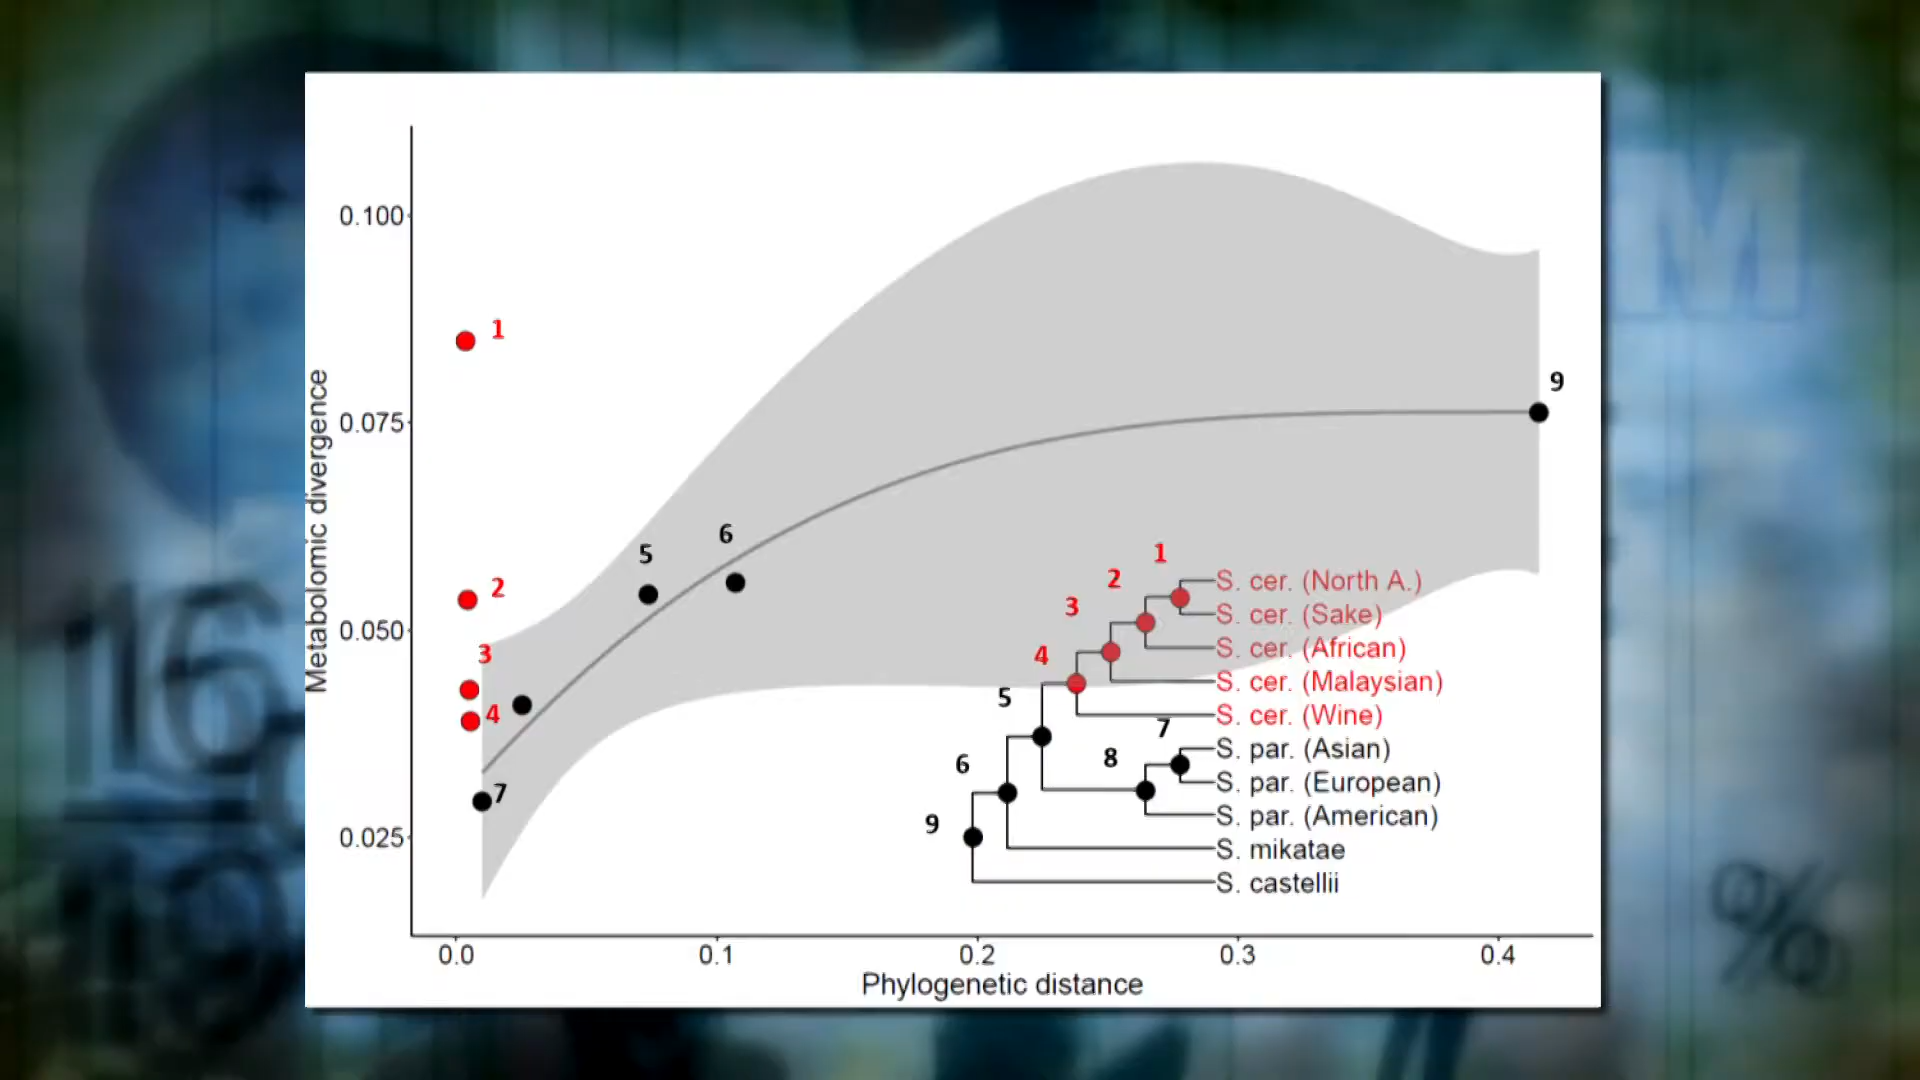 0.100
0.075
0.050
0.025
Metabolomic divergence
1
2
3
4
7
5
6
9
0.0
0.1
0.2
0.3
0.4
Phylogenetic distance
1
2
3
4
5
6
9
7
8
S. cer. (North A.)
S. cer. (Sake)
S. cer. (African)
S. cer. (Malaysian)
S. cer. (Wine)
S. par. (Asian)
S. par. (European)
S. par. (American)
S. mikatae
S. castellii
16
19
M
%
+